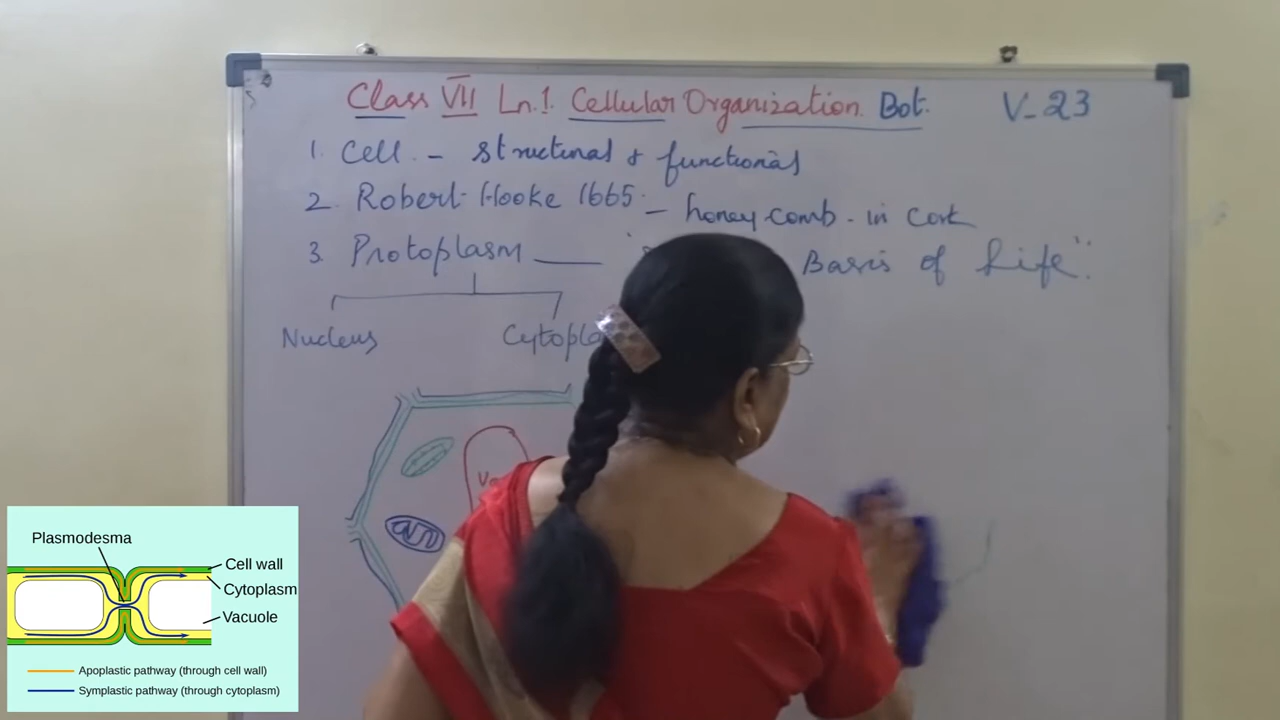 Class VII Ln.1. Cellular Organization Bot. V-23
1. Cell - structural & functional
2. Robert Hooke 1665 - honey comb - in Cork
3. Protoplasm ___ Basis of Life".
Nucleus
Cytopla
Plasmodesma
Cell wall
Cytoplasm
Vacuole
Apoplastic pathway (through cell wall)
Symplastic pathway (through cytoplasm)